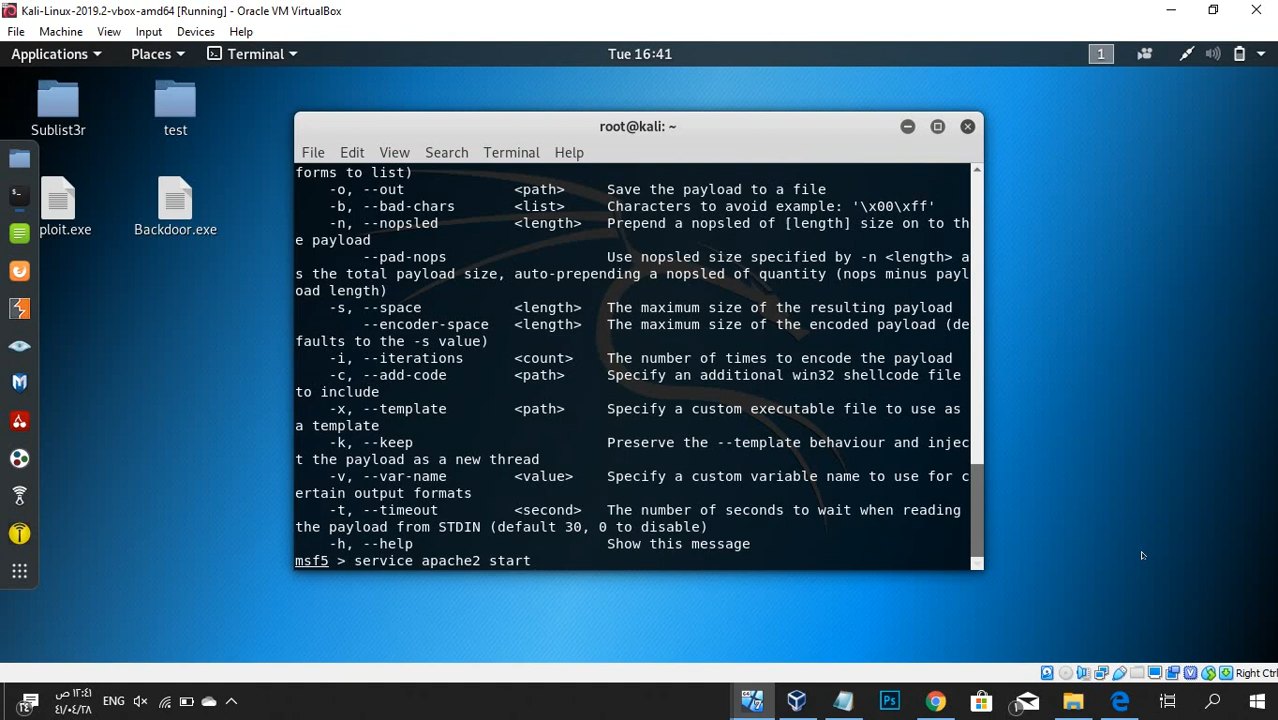 Kali-Linux-2019.2-vbox-amd64 [Running] - Oracle VM VirtualBox
File Machine View Input Devices Help
Applications Places Terminal Tue 16:41 1
Sublist3r test
ploit.exe Backdoor.exe
root@kali: ~
File Edit View Search Terminal Help
forms to list)
-o, --out <path> Save the payload to a file
-b, --bad-chars <list> Characters to avoid example: '\x00\xff'
-n, --nopsled <length> Prepend a nopsled of [length] size on to th
e payload
--pad-nops Use nopsled size specified by -n <length> a
s the total payload size, auto-prepending a nopsled of quantity (nops minus payl
oad length)
-s, --space <length> The maximum size of the resulting payload
--encoder-space <length> The maximum size of the encoded payload (de
faults to the -s value)
-i, --iterations <count> The number of times to encode the payload
-c, --add-code <path> Specify an additional win32 shellcode file
to include
-x, --template <path> Specify a custom executable file to use as
a template
-k, --keep Preserve the --template behaviour and injec
t the payload as a new thread
-v, --var-name <value> Specify a custom variable name to use for c
ertain output formats
-t, --timeout <second> The number of seconds to wait when reading
the payload from STDIN (default 30, 0 to disable)
-h, --help Show this message
msf5 > service apache2 start
Right Ctrl
ENG
Ps
1